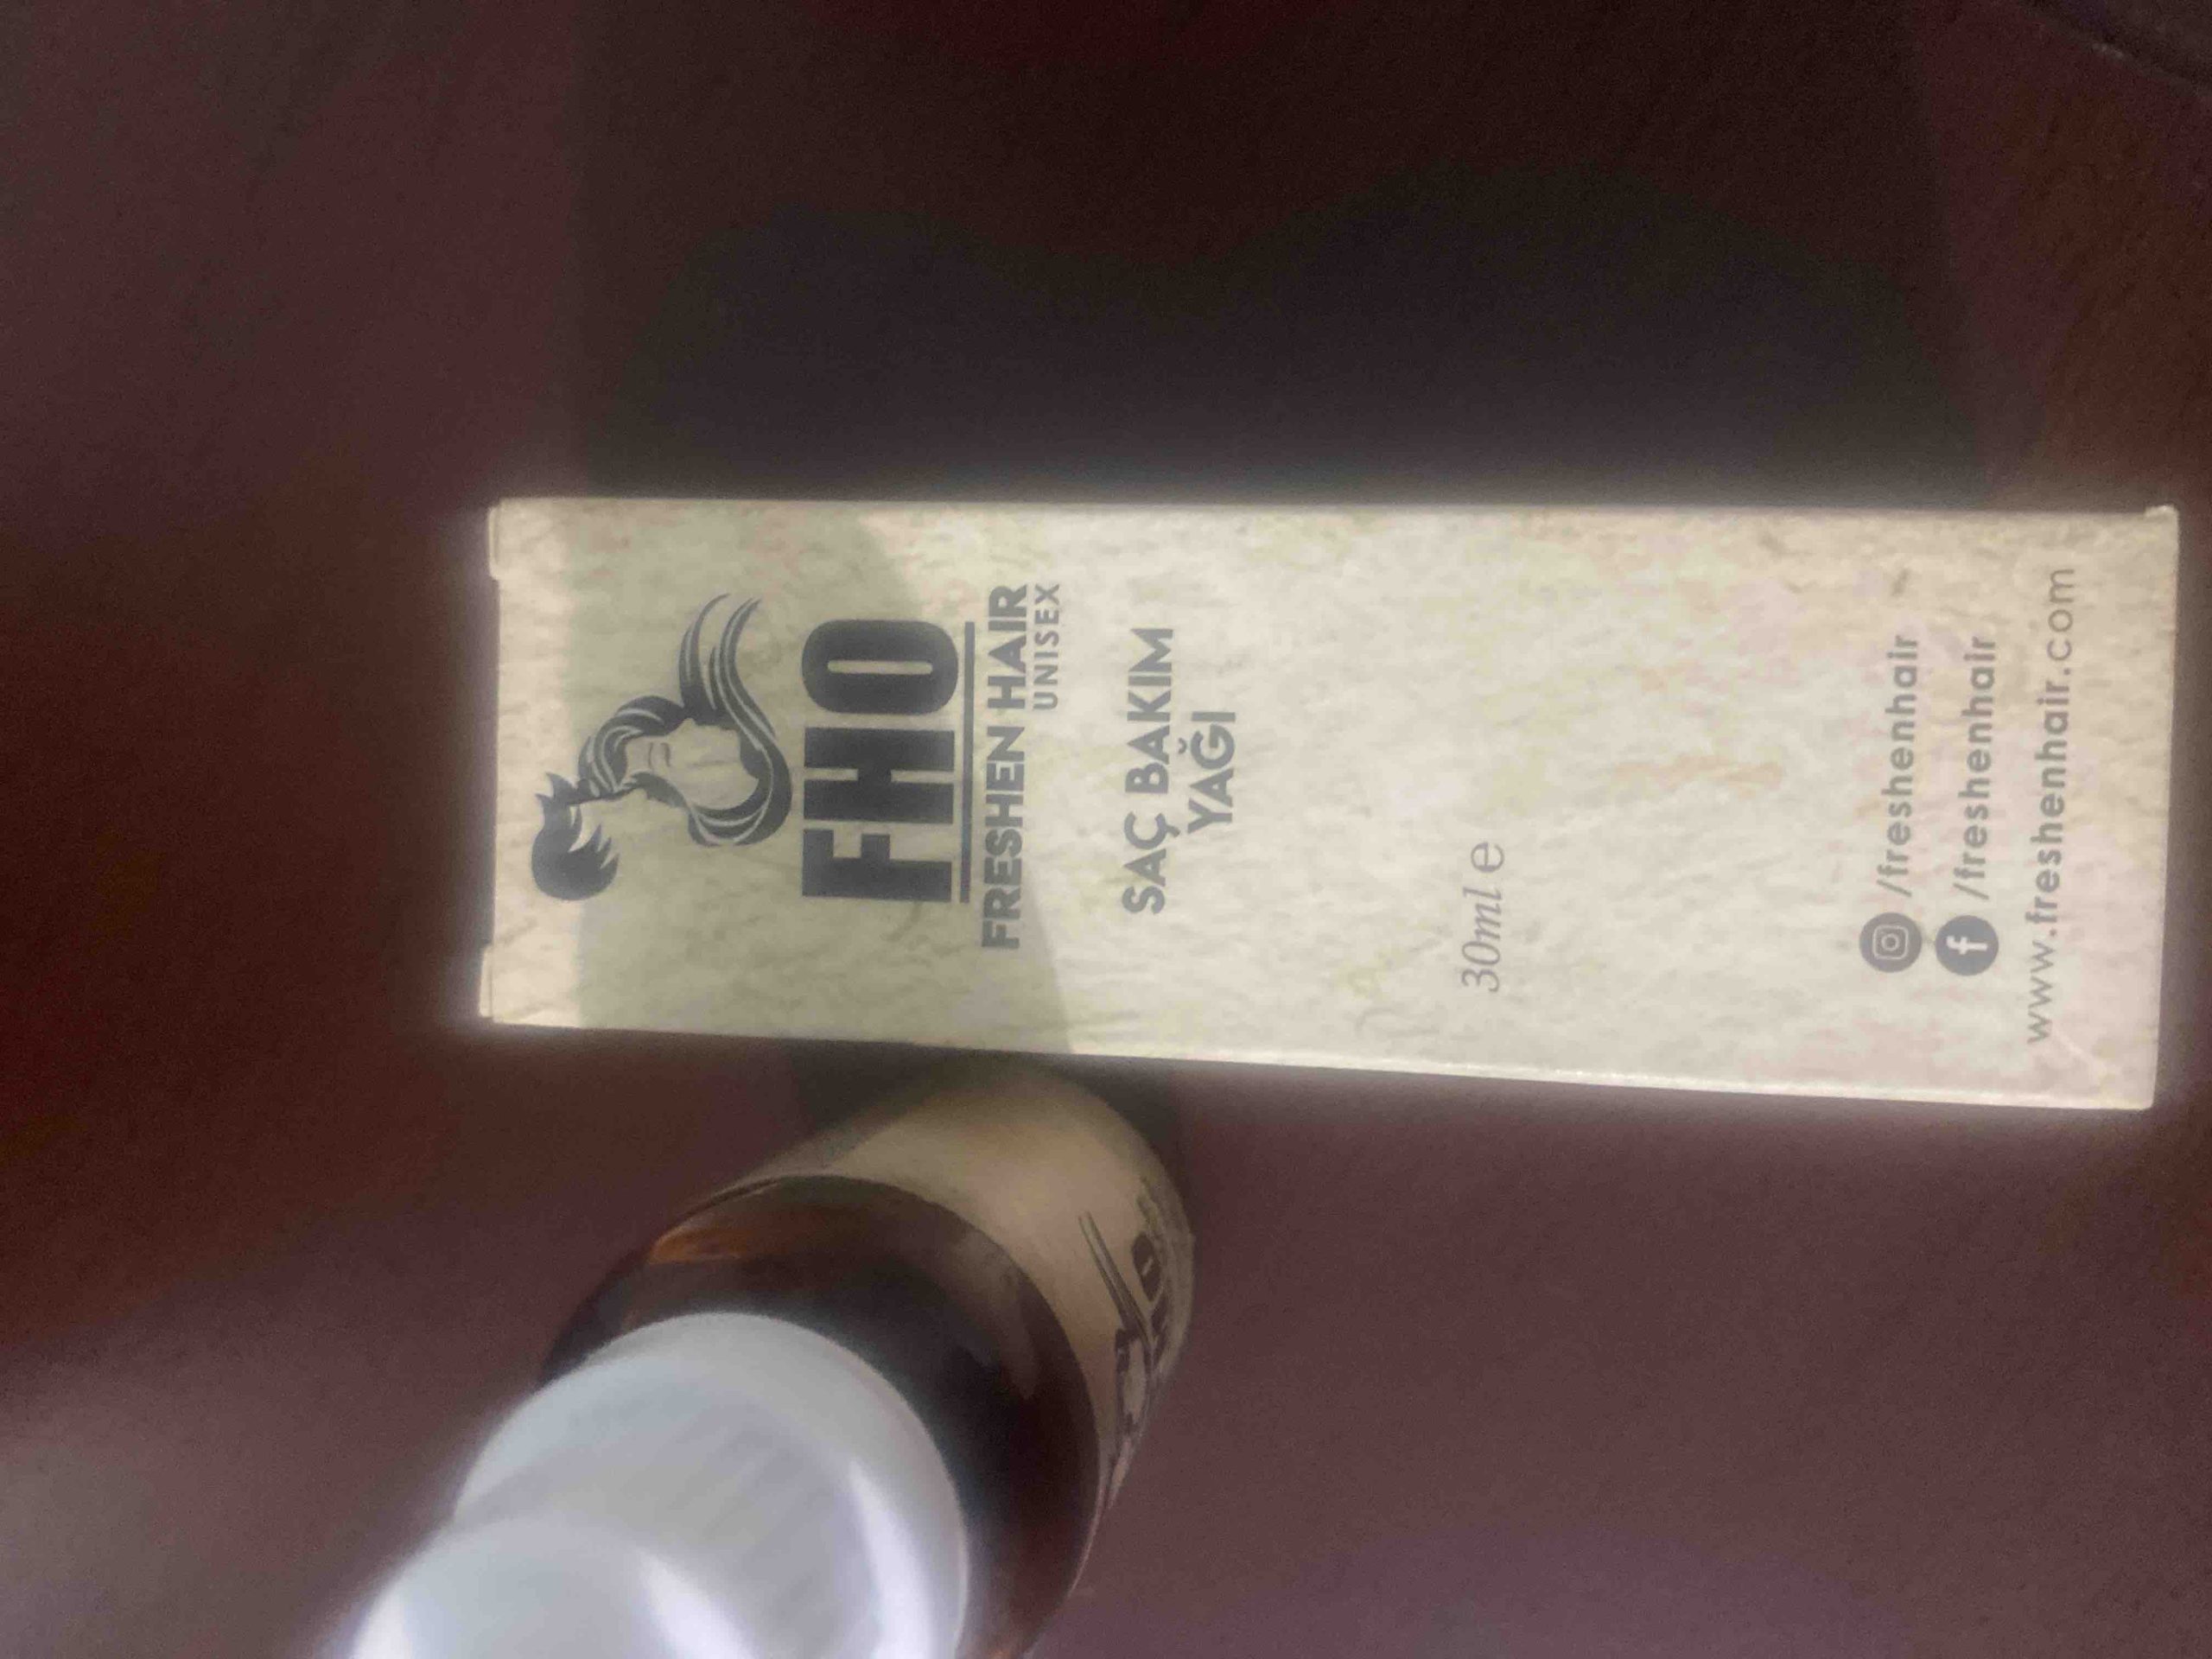 FHO
FRESHEN HAIR
UNISEX
SAÇ BAKIM
YAĞI
30ml e
/freshenhair
/freshenhair
www.freshenhair.com